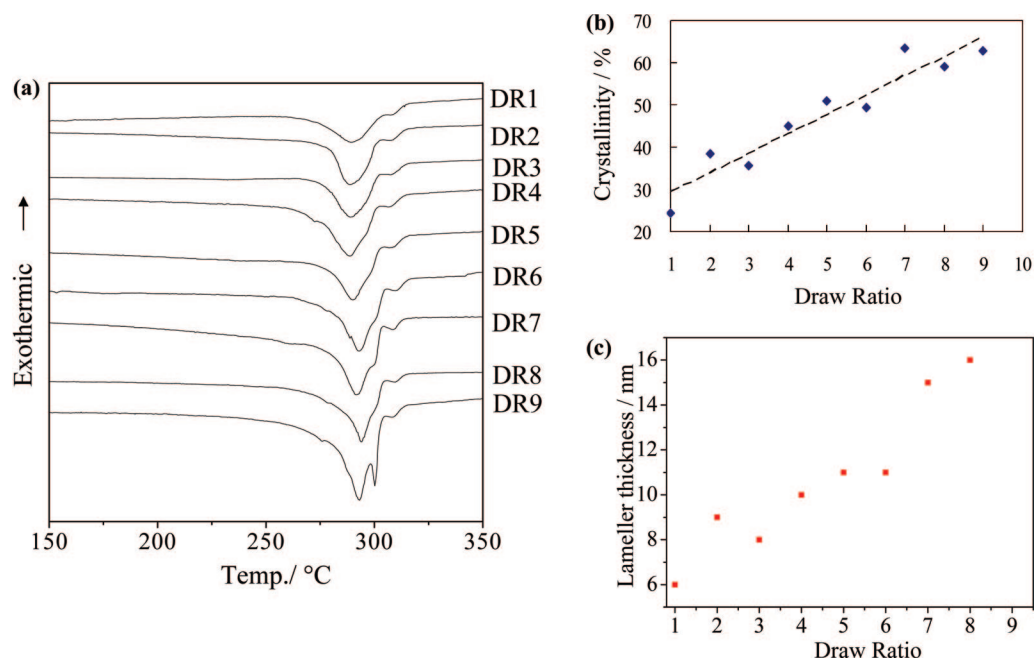 (a)
DR1
DR2
DR3
DR4
DR5
DR6
DR7
DR8
DR9
Exothermic
150 200 250 300 350
Temp./ °C
(b)
70
60
50
40
30
20
Crystallinity / %
1 2 3 4 5 6 7 8 9 10
Draw Ratio
(c)
16
14
12
10
8
6
Lameller thickness / nm
1 2 3 4 5 6 7 8 9
Draw Ratio